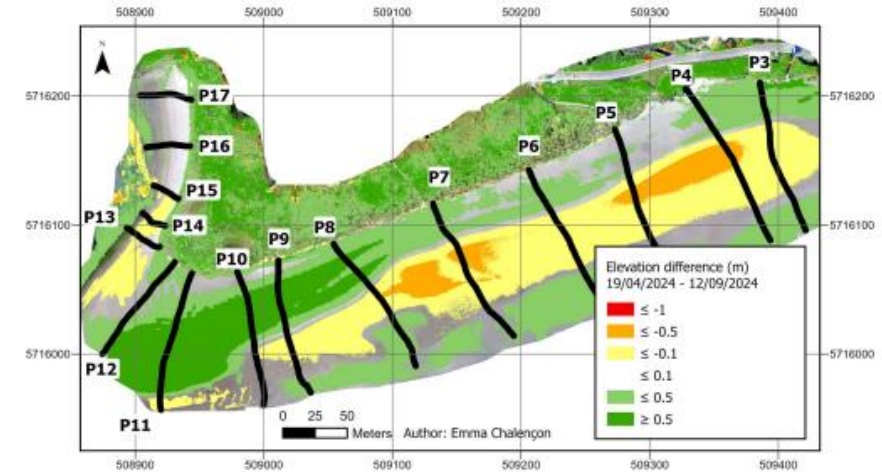 508900 509000 509100 509200 509300 509400
N
P3
P4
5716200 5716200
P17
P5
P16
P6
P15
P7
P13
P14
5716100 5716100
P8
P9
P10
Elevation difference (m)
19/04/2024 - 12/09/2024
≤ -1
≤ -0.5
≤ -0.1
≤ 0.1
≤ 0.5
≥ 0.5
5716000 5716000
P12
P11
0 25 50
Meters Author: Emma Chalençon
508900 509000 509100 509200 509300 509400